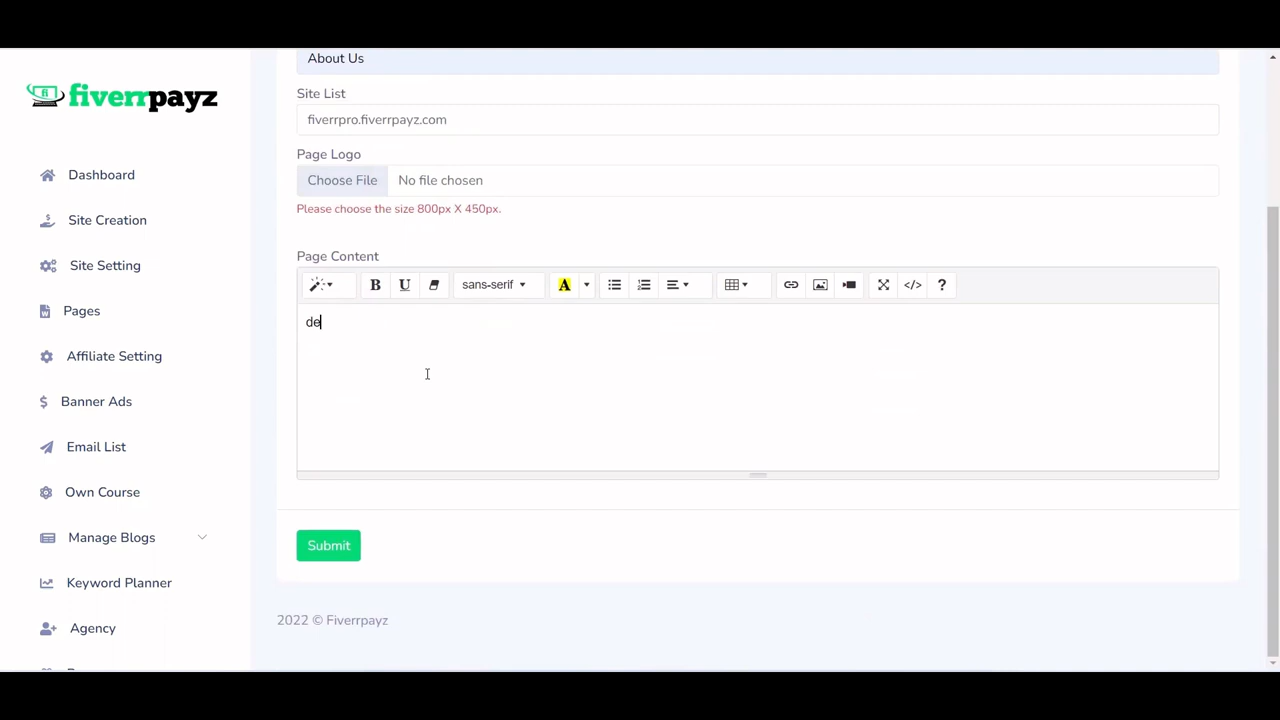 fiverrpayz
Dashboard
Site Creation
Site Setting
Pages
Affiliate Setting
Banner Ads
Email List
Own Course
Manage Blogs
Keyword Planner
Agency
About Us
Site List
fiverrpro.fiverrpayz.com
Page Logo
Choose File No file chosen
Please choose the size 800px X 450px.
Page Content
B U sans-serif A </> ?
de
Submit
2022 © Fiverrpayz